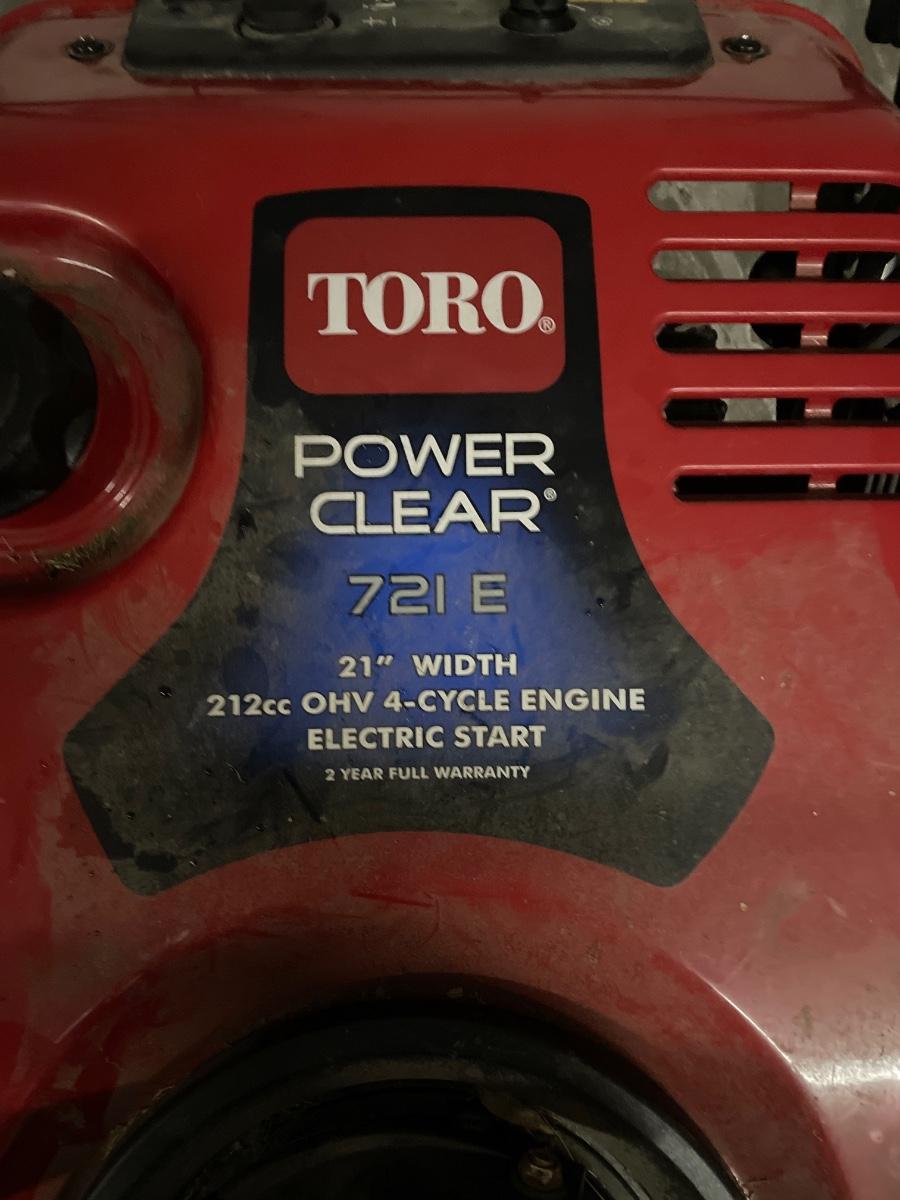 TORO®
POWER
CLEAR®
721 E
21" WIDTH
212cc OHV 4-CYCLE ENGINE
ELECTRIC START
2 YEAR FULL WARRANTY